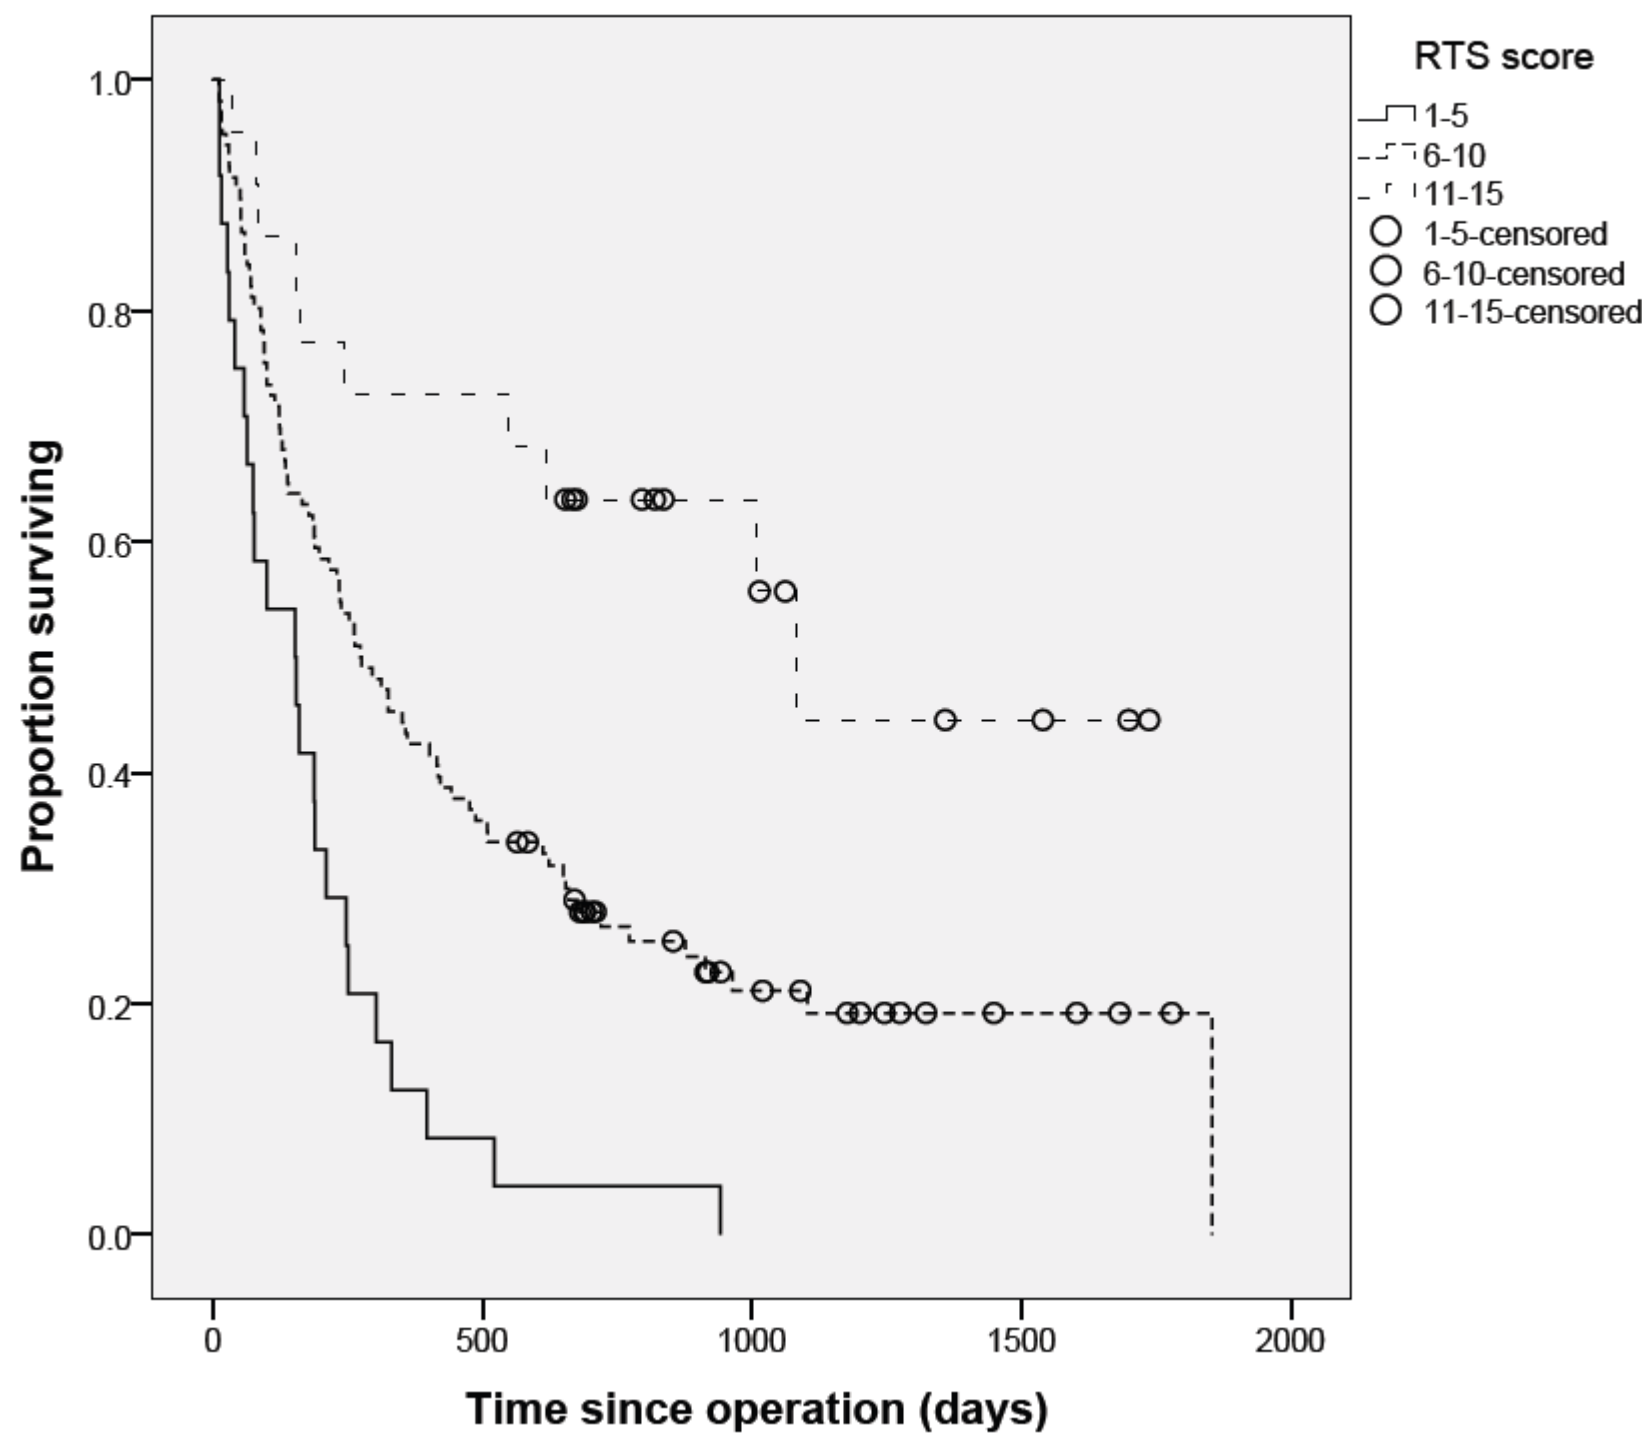 RTS score
1-5
6-10
11-15
1-5-censored
6-10-censored
11-15-censored
Proportion surviving
1.0
0.8
0.6
0.4
0.2
0.0
0 500 1000 1500 2000
Time since operation (days)